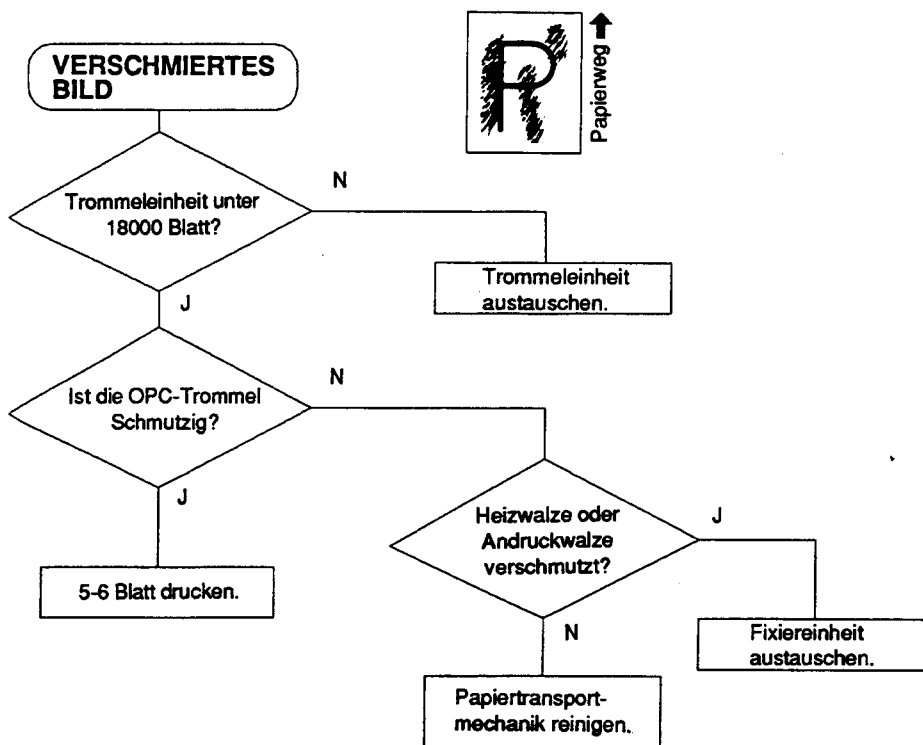 VERSCHMIERTES
BILD
R
Papierweg
Trommeleinheit unter
18000 Blatt?
N
Trommeleinheit
austauschen.
J
Ist die OPC-Trommel
Schmutzig?
N
J
Heizwalze oder
Andruckwalze
verschmutzt?
J
5-6 Blatt drucken.
N
Fixiereinheit
austauschen.
Papiertransport-
mechanik reinigen.